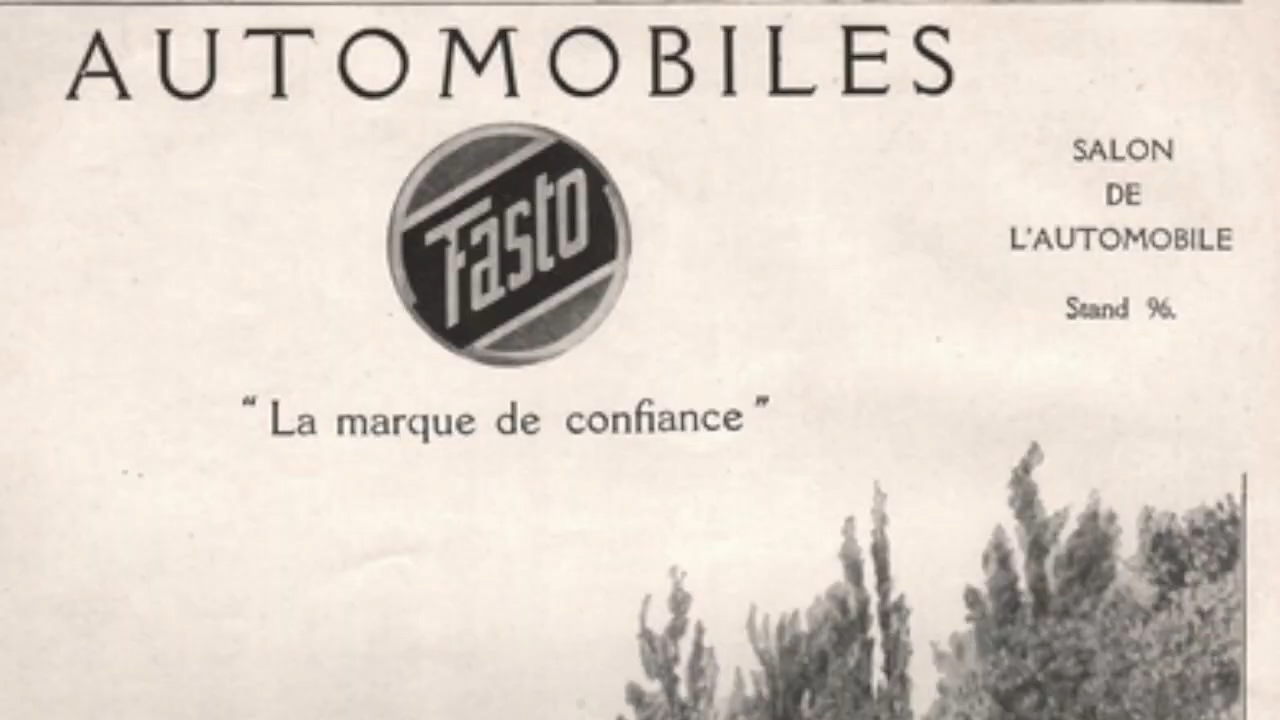 AUTOMOBILES
Fasto
SALON
DE
L'AUTOMOBILE
Stand 96.
“ La marque de confiance ”